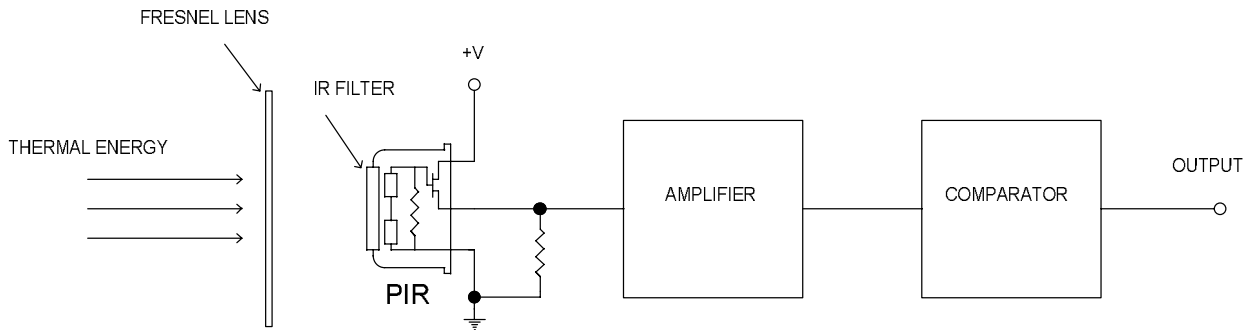 FRESNEL LENS
+V
IR FILTER
THERMAL ENERGY
AMPLIFIER
COMPARATOR
OUTPUT
PIR